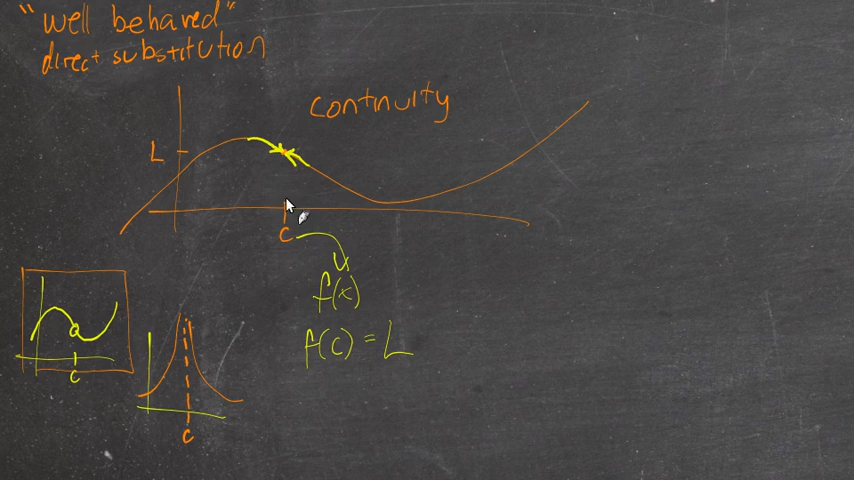 "well behaved"
direct substitution
continuity
L
c
f(x)
f(c) = L
c
c